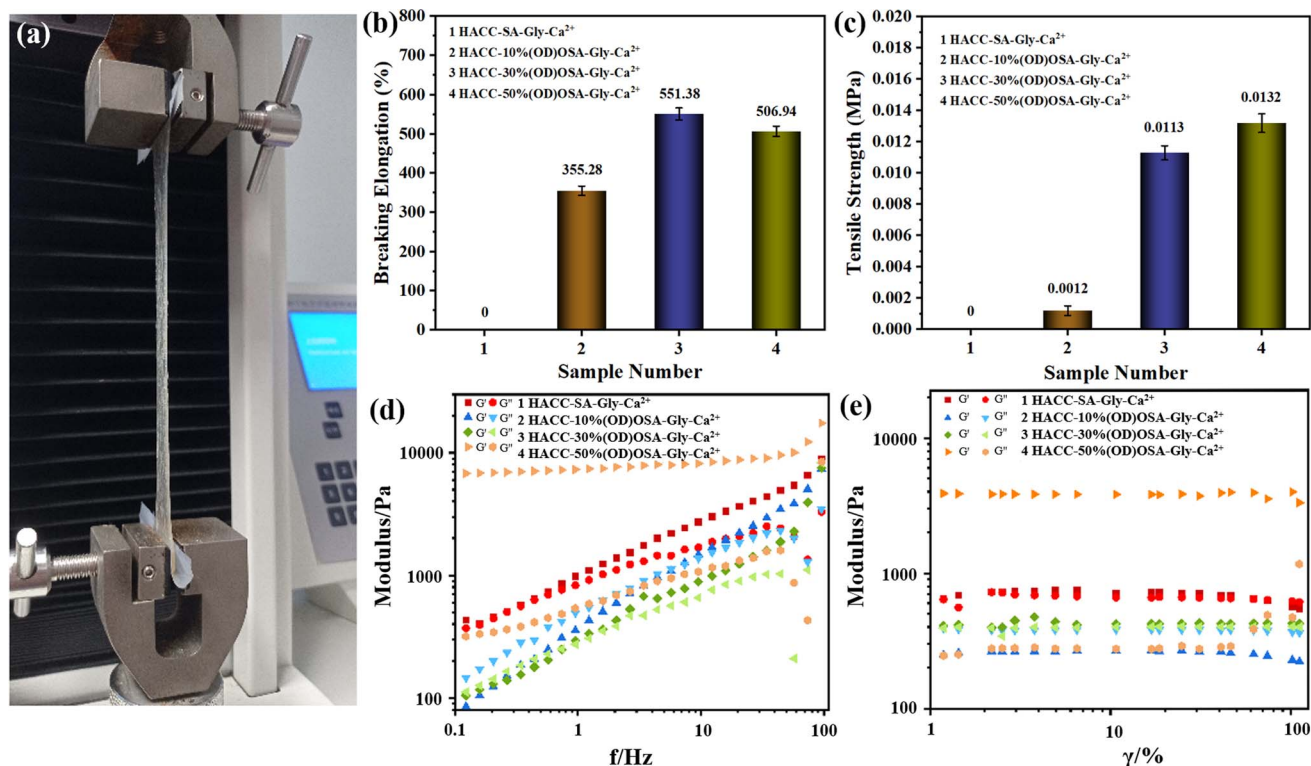 (a)
(b)
800
700
600
500
400
300
200
100
0
Breaking Elongation (%)
1 HACC-SA-Gly-Ca²⁺
2 HACC-10%(OD)OSA-Gly-Ca²⁺
3 HACC-30%(OD)OSA-Gly-Ca²⁺
4 HACC-50%(OD)OSA-Gly-Ca²⁺
0
355.28
551.38
506.94
1 2 3 4
Sample Number
(c)
0.020
0.018
0.016
0.014
0.012
0.010
0.008
0.006
0.004
0.002
0.000
Tensile Strength (MPa)
1 HACC-SA-Gly-Ca²⁺
2 HACC-10%(OD)OSA-Gly-Ca²⁺
3 HACC-30%(OD)OSA-Gly-Ca²⁺
4 HACC-50%(OD)OSA-Gly-Ca²⁺
0
0.0012
0.0113
0.0132
1 2 3 4
Sample Number
(d)
10000
1000
100
Modulus/Pa
G' G'' 1 HACC-SA-Gly-Ca²⁺
G' G'' 2 HACC-10%(OD)OSA-Gly-Ca²⁺
G' G'' 3 HACC-30%(OD)OSA-Gly-Ca²⁺
G' G'' 4 HACC-50%(OD)OSA-Gly-Ca²⁺
0.1 1 10 100
f/Hz
(e)
10000
1000
100
Modulus/Pa
G' G'' 1 HACC-SA-Gly-Ca²⁺
G' G'' 2 HACC-10%(OD)OSA-Gly-Ca²⁺
G' G'' 3 HACC-30%(OD)OSA-Gly-Ca²⁺
G' G'' 4 HACC-50%(OD)OSA-Gly-Ca²⁺
1 10 100
γ/%